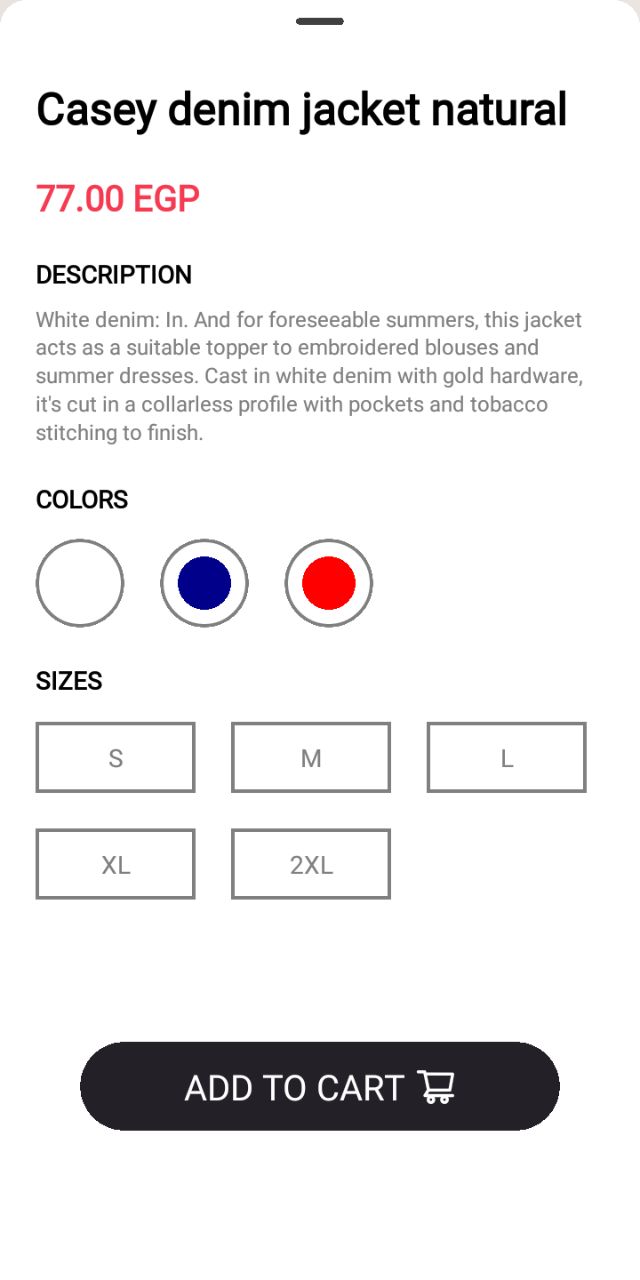 Casey denim jacket natural
77.00 EGP
DESCRIPTION
White denim: In. And for foreseeable summers, this jacket
acts as a suitable topper to embroidered blouses and
summer dresses. Cast in white denim with gold hardware,
it's cut in a collarless profile with pockets and tobacco
stitching to finish.
COLORS
SIZES
S M L
XL 2XL
ADD TO CART